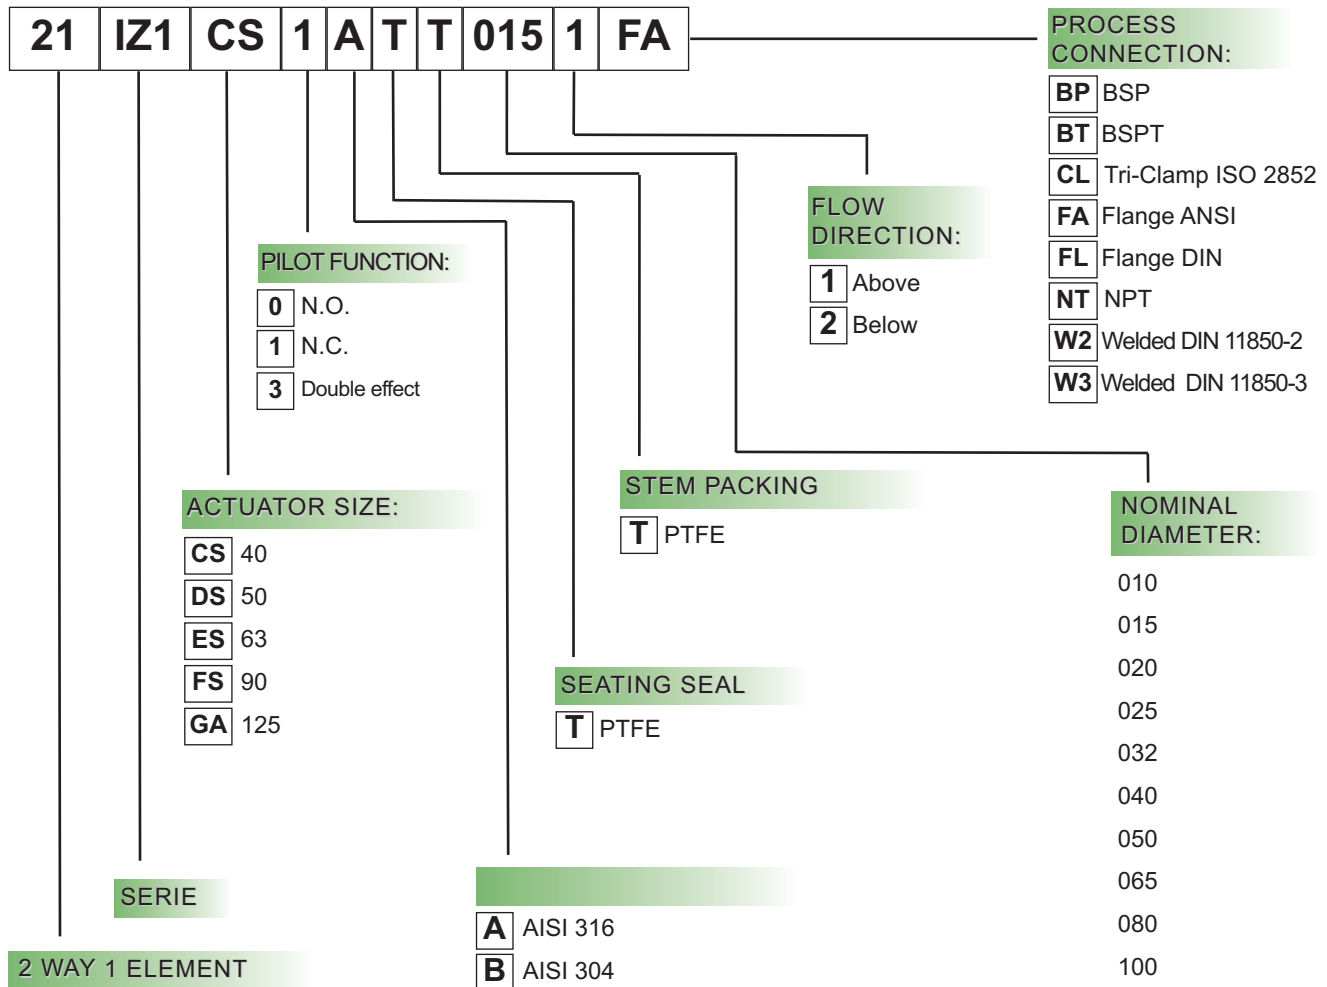 21 IZ1 CS 1 A T T 015 1 FA
PROCESS
CONNECTION:
BP BSP
BT BSPT
CL Tri-Clamp ISO 2852
FA Flange ANSI
FL Flange DIN
NT NPT
W2 Welded DIN 11850-2
W3 Welded DIN 11850-3
FLOW
DIRECTION:
1 Above
2 Below
PILOT FUNCTION:
0 N.O.
1 N.C.
3 Double effect
ACTUATOR SIZE:
CS 40
DS 50
ES 63
FS 90
GA 125
STEM PACKING
T PTFE
NOMINAL
DIAMETER:
010
015
020
025
032
040
050
065
080
100
SEATING SEAL
T PTFE
SERIE
A AISI 316
B AISI 304
2 WAY 1 ELEMENT